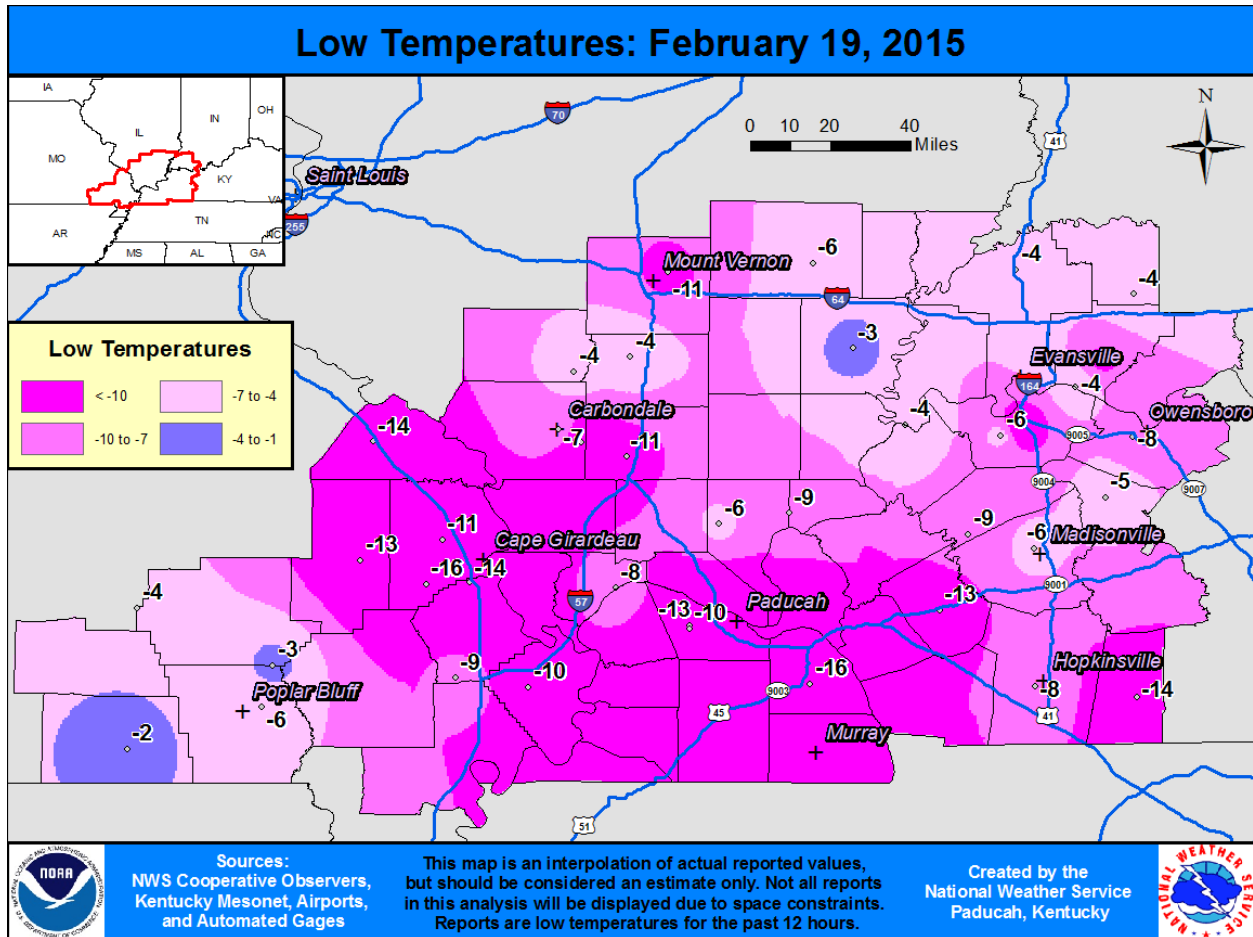 Low Temperatures: February 19, 2015
IA
IL
IN
OH
MO
KY
VA
TN
NC
AR
MS
AL
GA
0 10 20 40
Miles
N
70
41
Saint Louis
255
Mount Vernon
-11
-6
-4
-4
64
Low Temperatures
< -10
-7 to -4
-10 to -7
-4 to -1
-3
-4
-4
Evansville
164
-4
Carbondale
-4
Owensboro
-14
-7
-11
-6
9005
-8
9004
-5
9007
-6
-9
-9
-11
Cape Girardeau
-6
Madisonville
-13
-16
-14
-8
9001
-4
57
Paducah
-13
-13
-10
-3
-9
-10
-16
Hopkinsville
-8
-14
Poplar Bluff
-6
9003
45
41
-2
Murray
51
NOAA
NATIONAL OCEANIC AND ATMOSPHERIC ADMINISTRATION
U.S. DEPARTMENT OF COMMERCE
Sources:
NWS Cooperative Observers,
Kentucky Mesonet, Airports,
and Automated Gages
This map is an interpolation of actual reported values,
but should be considered an estimate only. Not all reports
in this analysis will be displayed due to space constraints.
Reports are low temperatures for the past 12 hours.
Created by the
National Weather Service
Paducah, Kentucky
NATIONAL WEATHER SERVICE